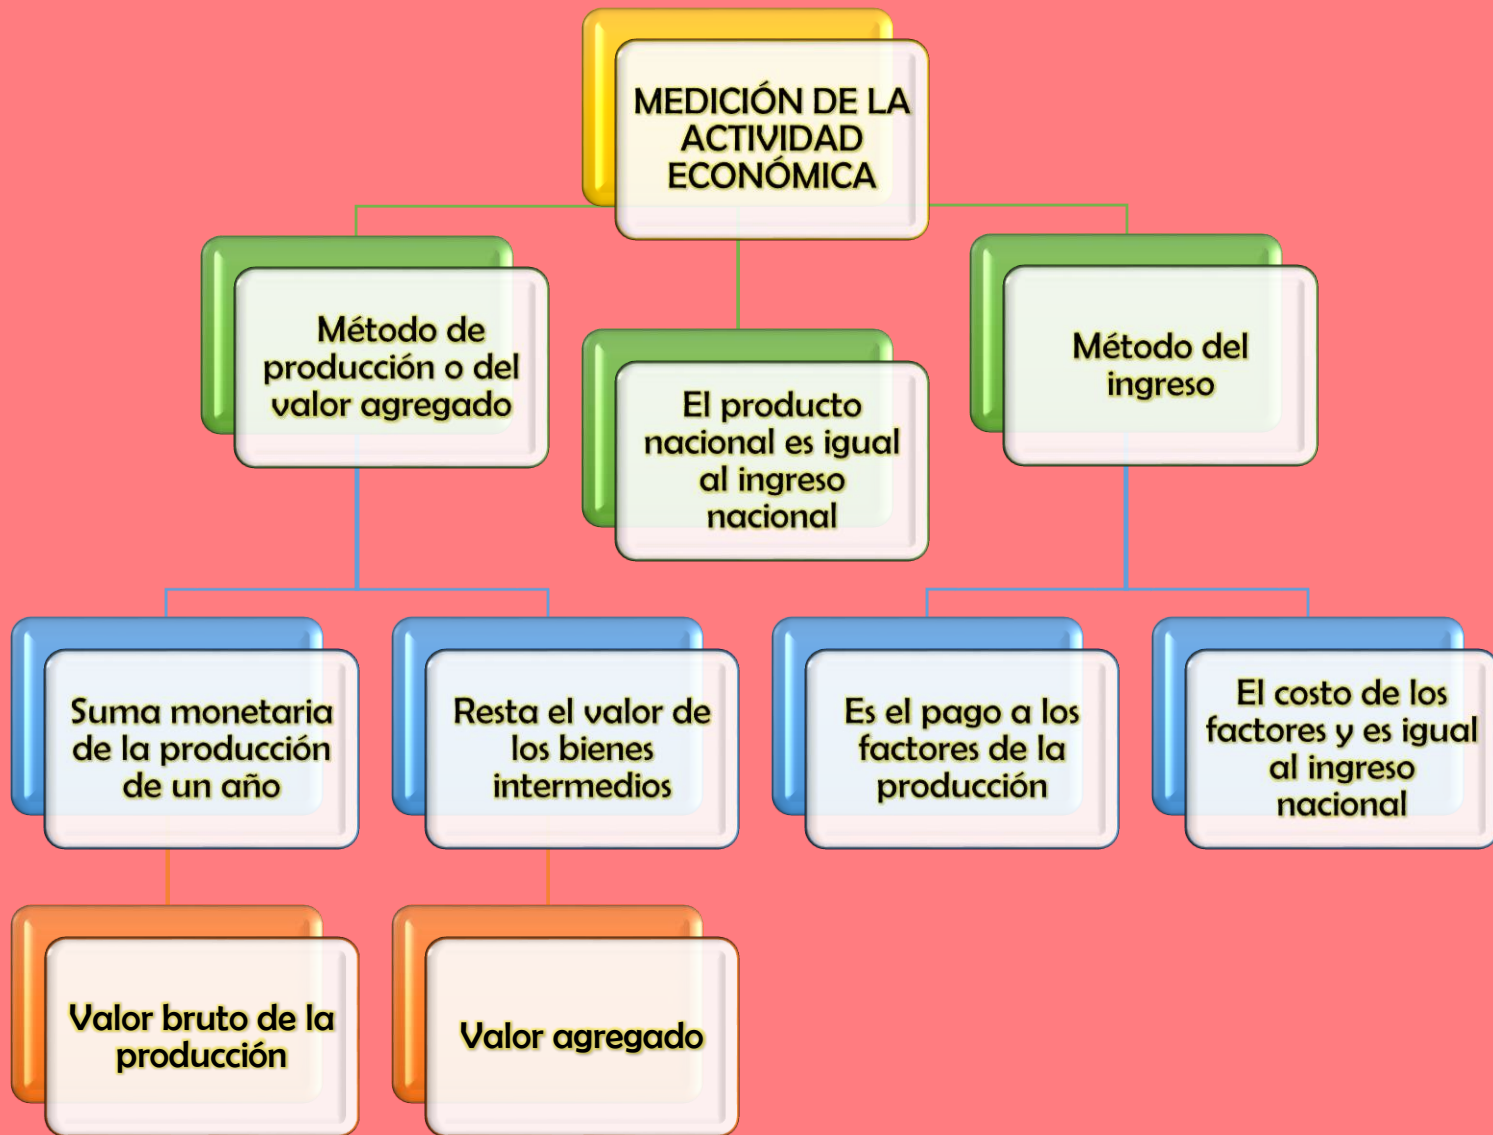 MEDICIÓN DE LA
ACTIVIDAD
ECONÓMICA
Método de
producción o del
valor agregado
El producto
nacional es igual
al ingreso
nacional
Método del
ingreso
Suma monetaria
de la producción
de un año
Resta el valor de
los bienes
intermedios
Es el pago a los
factores de la
producción
El costo de los
factores y es igual
al ingreso
nacional
Valor bruto de la
producción
Valor agregado